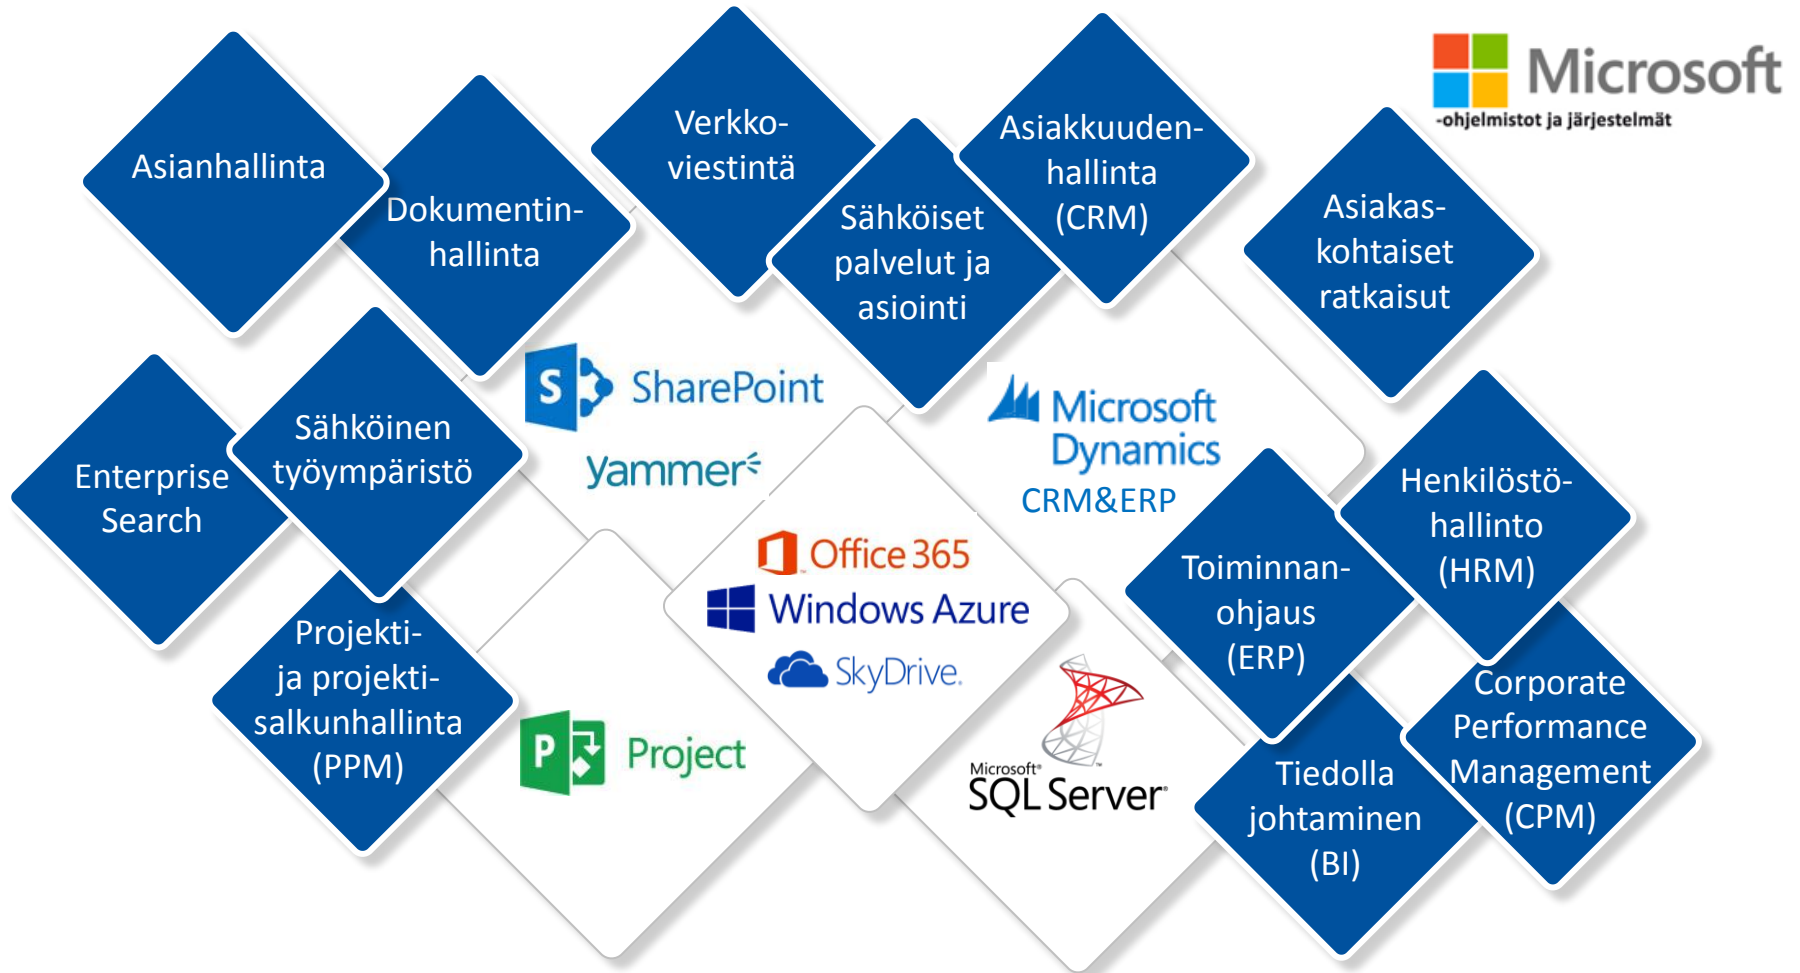 Microsoft
-ohjelmistot ja järjestelmät
Asianhallinta
Dokumentin-
hallinta
Verkko-
viestintä
Sähköiset
palvelut ja
asiointi
Asiakkuuden-
hallinta
(CRM)
Asiakas-
kohtaiset
ratkaisut
Enterprise
Search
Sähköinen
työympäristö
S
SharePoint
yammer
Microsoft
Dynamics
CRM&ERP
Henkilöstö-
hallinto
(HRM)
Office 365
Windows Azure
SkyDrive.
Toiminnan-
ohjaus
(ERP)
Projekti-
ja projekti-
salkunhallinta
(PPM)
P
Project
Microsoft®
SQL Server®
Tiedolla
johtaminen
(BI)
Corporate
Performance
Management
(CPM)